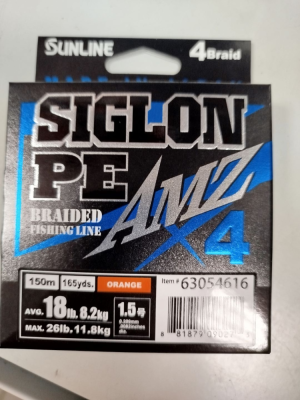 SUNLINE 4Braid
SIGLON
PE AMZ
BRAIDED X4
FISHING LINE
150m 165yds. ORANGE
Item # 63054616
AVG. 18lb. 8.2kg 1.5号
MAX. 26lb. 11.8kg dia.